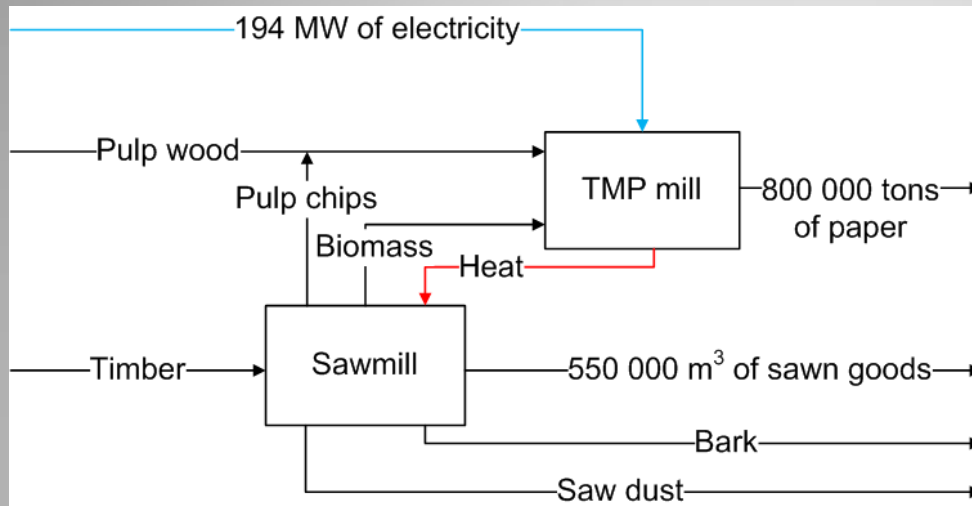 194 MW of electricity
Pulp wood
Pulp chips
TMP mill
800 000 tons
of paper
Biomass
Heat
Timber
Sawmill
550 000 m³ of sawn goods
Bark
Saw dust